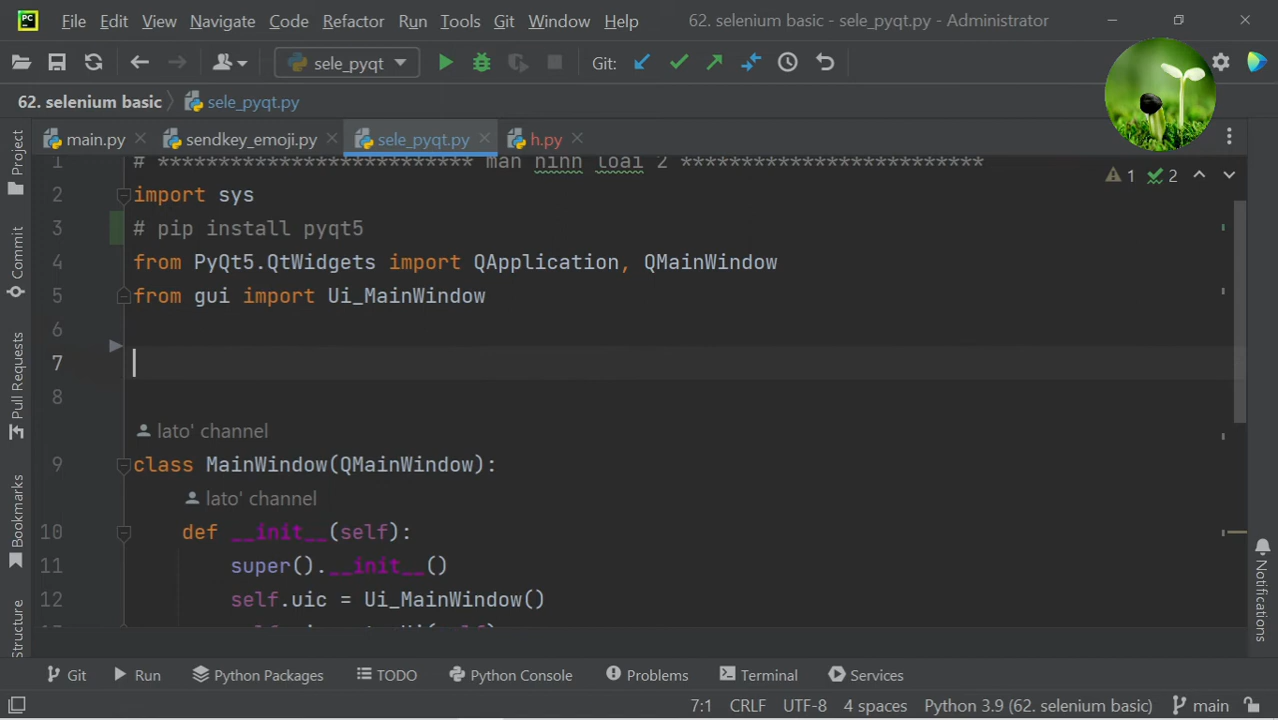 PC File Edit View Navigate Code Refactor Run Tools Git Window Help 62. selenium basic - sele_pyqt.py - Administrator
sele_pyqt Git:
62. selenium basic sele_pyqt.py
main.py sendkey_emoji.py sele_pyqt.py h.py
1 # ************************* man hinh loai 2 *************************
1 2
2 import sys
3 # pip install pyqt5
4 from PyQt5.QtWidgets import QApplication, QMainWindow
5 from gui import Ui_MainWindow
6
7
8
lato' channel
9 class MainWindow(QMainWindow):
lato' channel
10 def __init__(self):
11 super().__init__()
12 self.uic = Ui_MainWindow()
Project
Commit
Pull Requests
Bookmarks
Structure
Notifications
Git Run Python Packages TODO Python Console Problems Terminal Services
7:1 CRLF UTF-8 4 spaces Python 3.9 (62. selenium basic) main